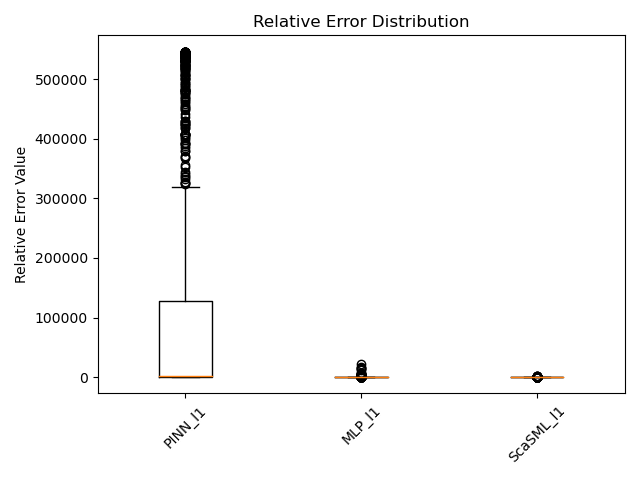 Relative Error Distribution
Relative Error Value
500000
400000
300000
200000
100000
0
PINN_l1
MLP_l1
ScaSML_l1